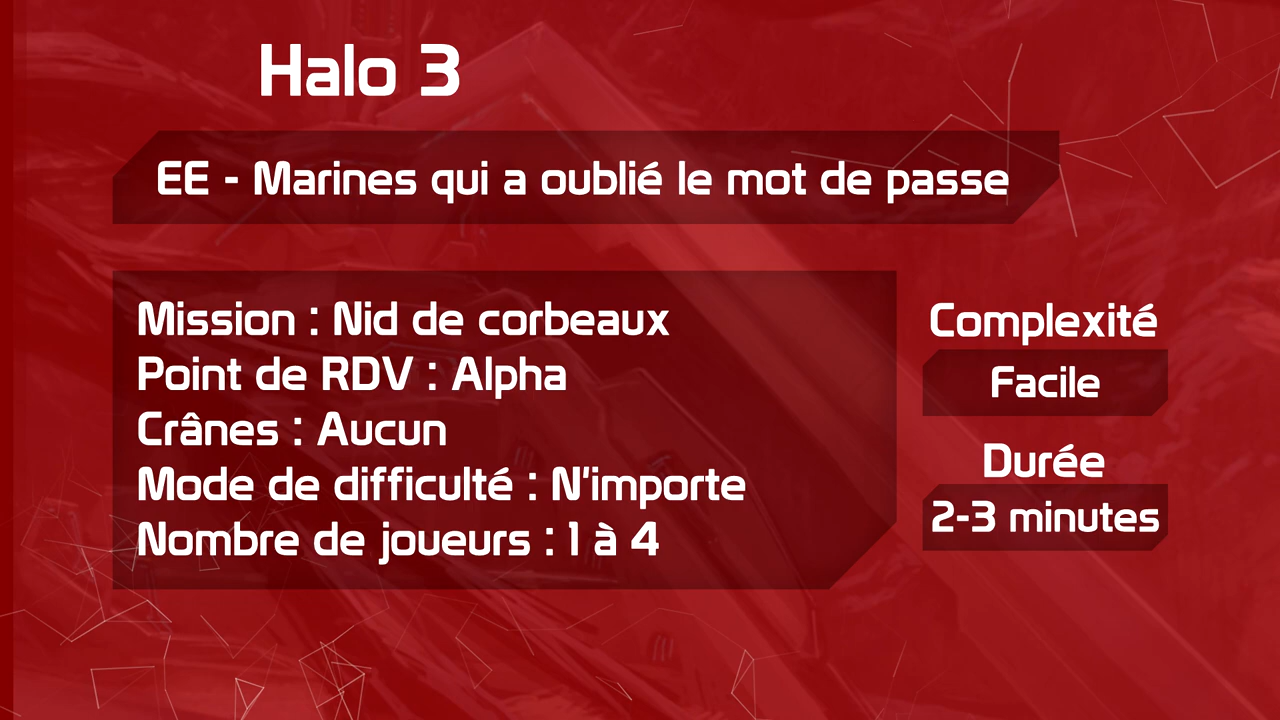 Halo 3
EE - Marines qui a oublié le mot de passe
Mission : Nid de corbeaux
Point de RDV : Alpha
Crânes : Aucun
Mode de difficulté : N'importe
Nombre de joueurs : 1 à 4
Complexité
Facile
Durée
2-3 minutes